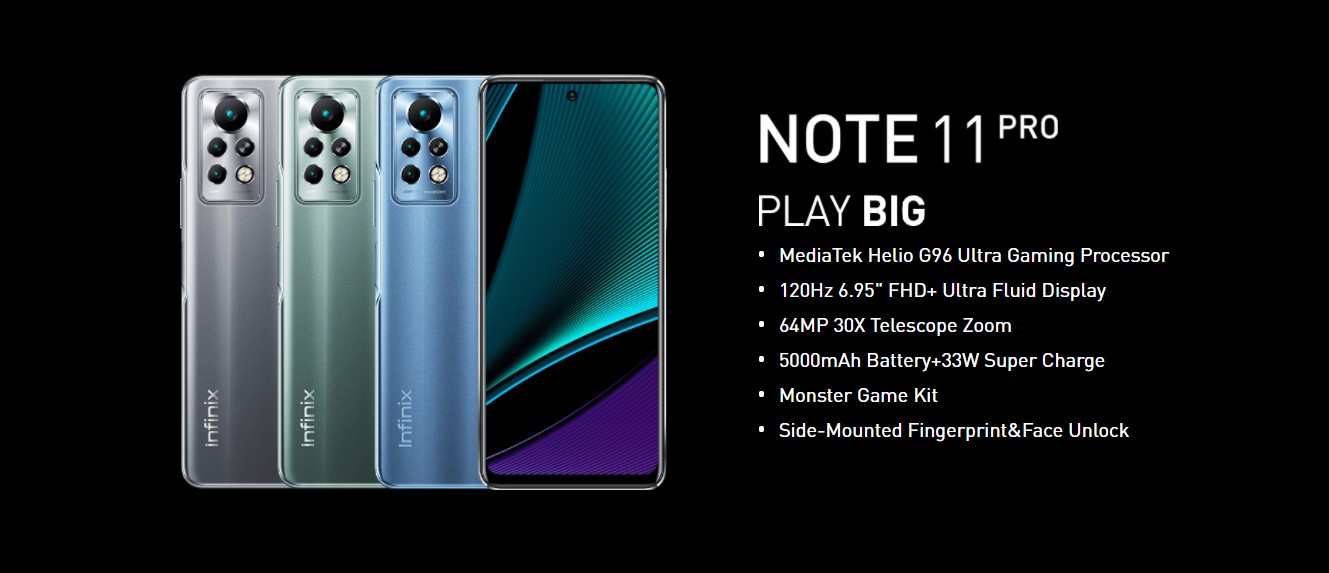 NOTE 11 PRO
PLAY BIG
• MediaTek Helio G96 Ultra Gaming Processor
• 120Hz 6.95" FHD+ Ultra Fluid Display
• 64MP 30X Telescope Zoom
• 5000mAh Battery+33W Super Charge
• Monster Game Kit
• Side-Mounted Fingerprint&Face Unlock
Infinix
Infinix
Infinix